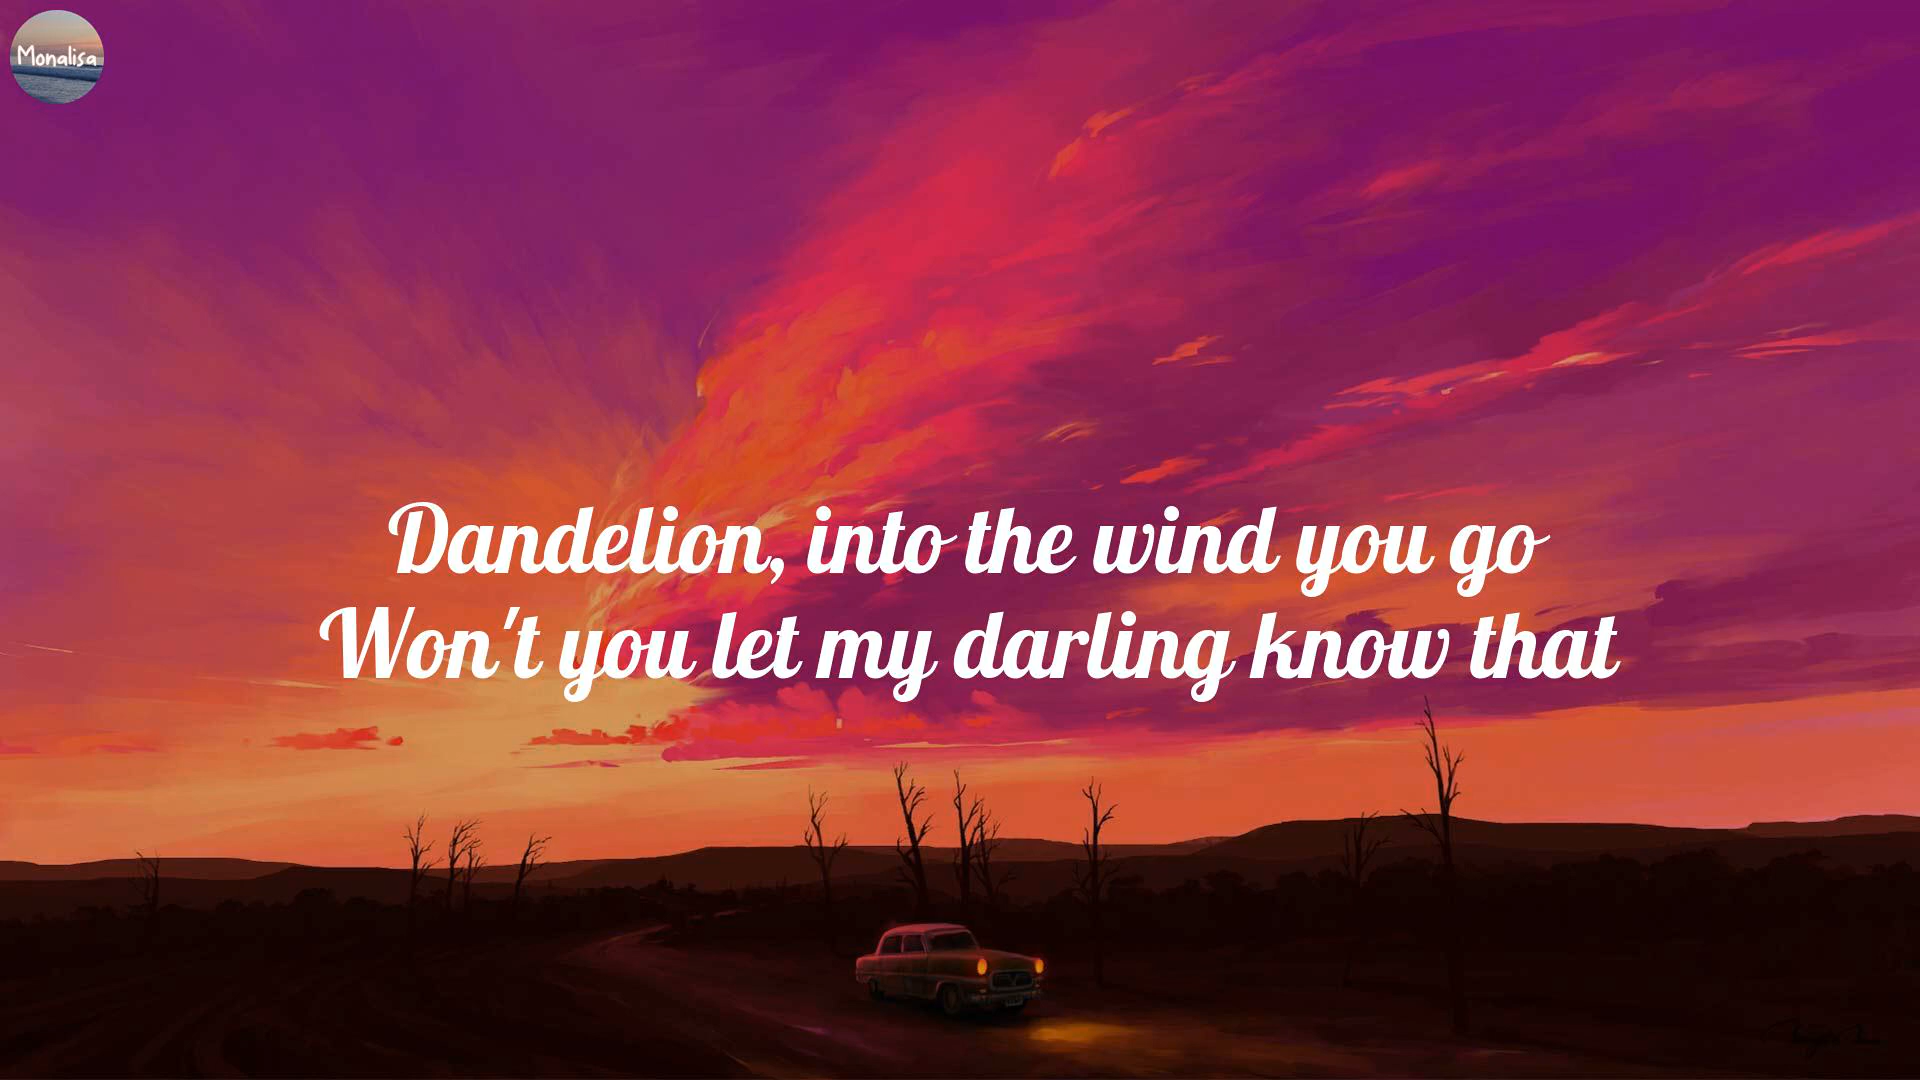 Monalisa
Dandelion, into the wind you go
Won't you let my darling know that